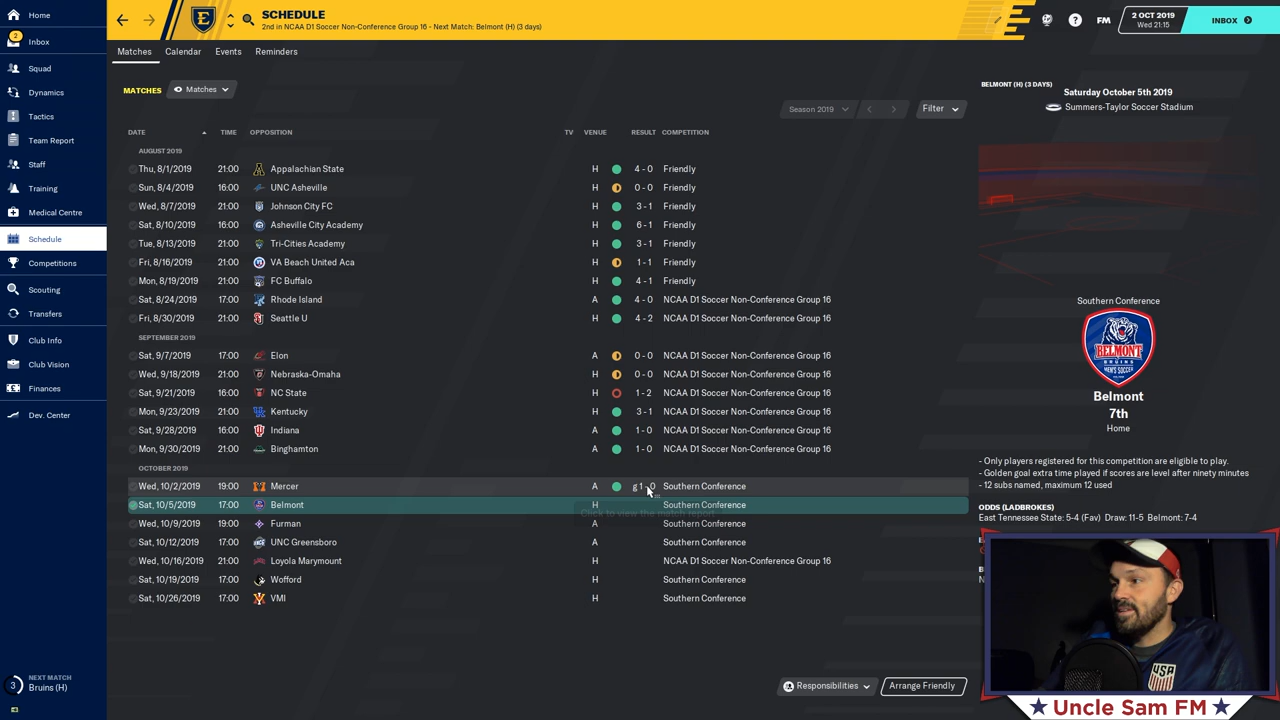 Home
SCHEDULE
2nd in NCAA D1 Soccer Non-Conference Group 16 - Next Match: Belmont (H) (3 days)
? FM 2 OCT 2019
Wed 21:15
INBOX
2
Inbox
Squad
Dynamics
Tactics
Team Report
Staff
Training
Medical Centre
Schedule
Competitions
Scouting
Transfers
Club Info
Club Vision
Finances
Dev. Center
3
NEXT MATCH
Bruins (H)
Matches Calendar Events Reminders
MATCHES Matches
Season 2019 Filter
DATE TIME OPPOSITION TV VENUE RESULT COMPETITION
AUGUST 2019
Thu, 8/1/2019 21:00 Appalachian State H 4 - 0 Friendly
Sun, 8/4/2019 16:00 UNC Asheville H 0 - 0 Friendly
Wed, 8/7/2019 21:00 Johnson City FC H 3 - 1 Friendly
Sat, 8/10/2019 16:00 Asheville City Academy H 6 - 1 Friendly
Tue, 8/13/2019 21:00 Tri-Cities Academy H 3 - 1 Friendly
Fri, 8/16/2019 21:00 VA Beach United Aca H 1 - 1 Friendly
Mon, 8/19/2019 21:00 FC Buffalo H 4 - 1 Friendly
Sat, 8/24/2019 17:00 Rhode Island A 4 - 0 NCAA D1 Soccer Non-Conference Group 16
Fri, 8/30/2019 21:00 Seattle U H 4 - 2 NCAA D1 Soccer Non-Conference Group 16
SEPTEMBER 2019
Sat, 9/7/2019 17:00 Elon A 0 - 0 NCAA D1 Soccer Non-Conference Group 16
Wed, 9/18/2019 21:00 Nebraska-Omaha H 0 - 0 NCAA D1 Soccer Non-Conference Group 16
Sat, 9/21/2019 16:00 NC State H 1 - 2 NCAA D1 Soccer Non-Conference Group 16
Mon, 9/23/2019 21:00 Kentucky H 3 - 1 NCAA D1 Soccer Non-Conference Group 16
Sat, 9/28/2019 16:00 Indiana A 1 - 0 NCAA D1 Soccer Non-Conference Group 16
Mon, 9/30/2019 21:00 Binghamton A 1 - 0 NCAA D1 Soccer Non-Conference Group 16
OCTOBER 2019
Wed, 10/2/2019 19:00 Mercer A g 1 - 0 Southern Conference
Sat, 10/5/2019 17:00 Belmont H Southern Conference
Click to view the match report
Wed, 10/9/2019 19:00 Furman A Southern Conference
Sat, 10/12/2019 17:00 UNC Greensboro A Southern Conference
Wed, 10/16/2019 21:00 Loyola Marymount H NCAA D1 Soccer Non-Conference Group 16
Sat, 10/19/2019 17:00 Wofford H Southern Conference
Sat, 10/26/2019 17:00 VMI H Southern Conference
Responsibilities Arrange Friendly
BELMONT (H) (3 DAYS)
Saturday October 5th 2019
Summers-Taylor Soccer Stadium
Southern Conference
BELMONT
BRUINS
MEN'S SOCCER
Belmont
7th
Home
- Only players registered for this competition are eligible to play.
- Golden goal extra time played if scores are level after ninety minutes
- 12 subs named, maximum 12 used
ODDS (LADBROKES)
East Tennessee State: 5-4 (Fav) Draw: 11-5 Belmont: 7-4
USA
★ Uncle Sam FM ★